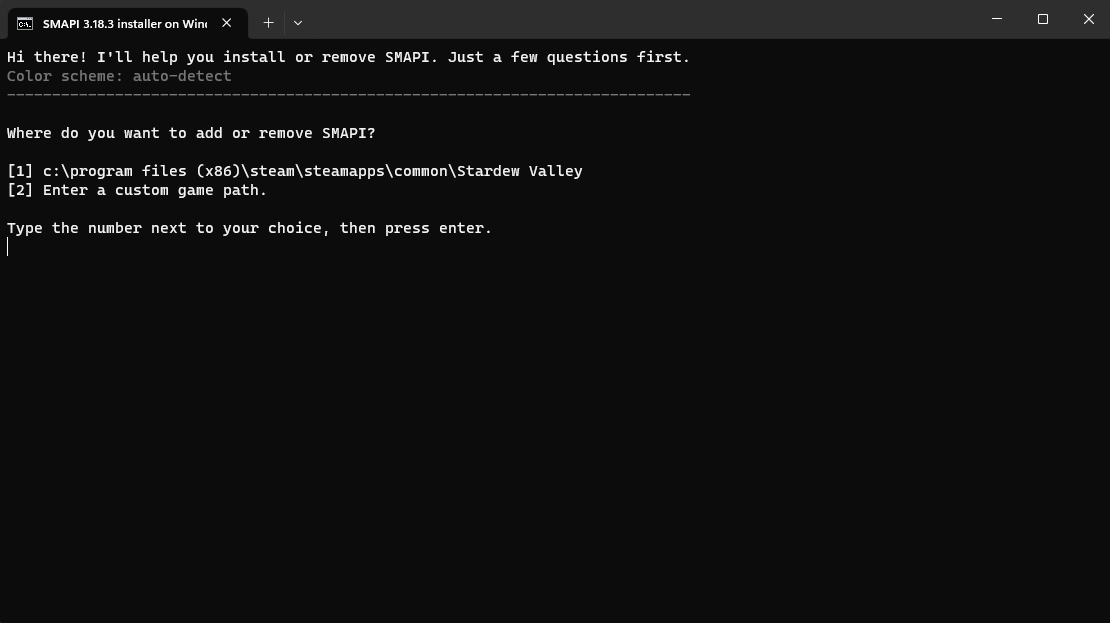 SMAPI 3.18.3 installer on Wind
Hi there! I'll help you install or remove SMAPI. Just a few questions first.
Color scheme: auto-detect
----------------------------------------------------------------------------
Where do you want to add or remove SMAPI?
[1] c:\program files (x86)\steam\steamapps\common\Stardew Valley
[2] Enter a custom game path.
Type the number next to your choice, then press enter.